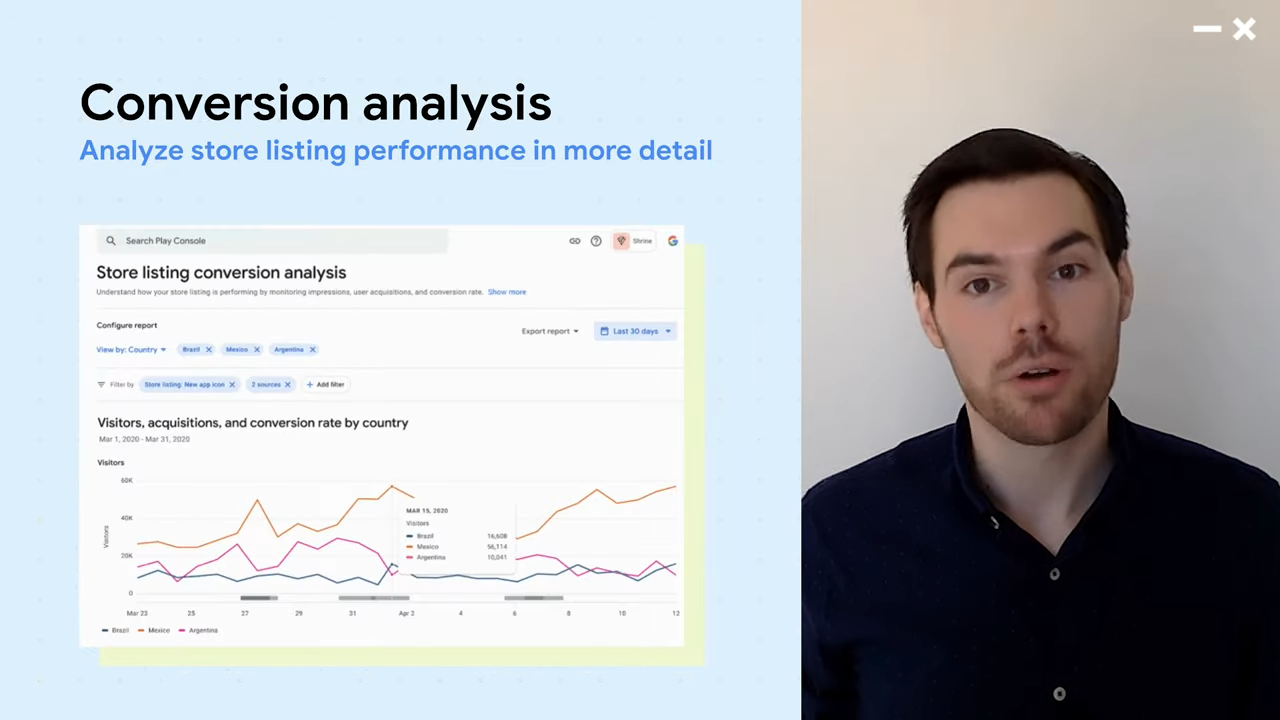 Conversion analysis
Analyze store listing performance in more detail
Search Play Console
Shrine
Store listing conversion analysis
Understand how your store listing is performing by monitoring impressions, user acquisitions, and conversion rate. Show more
Configure report
Export report
Last 30 days
View by: Country
Brazil
Mexico
Argentina
Filter by
Store listing: New app icon
2 sources
+ Add filter
Visitors, acquisitions, and conversion rate by country
Mar 1, 2020 - Mar 31, 2020
Visitors
60K
40K
20K
0
Visitors
MAR 15, 2020
Visitors
Brazil 16,608
Mexico 56,114
Argentina 10,041
Mar 23 25 27 29 31 Apr 2 4 6 8 10 12
Brazil Mexico Argentina